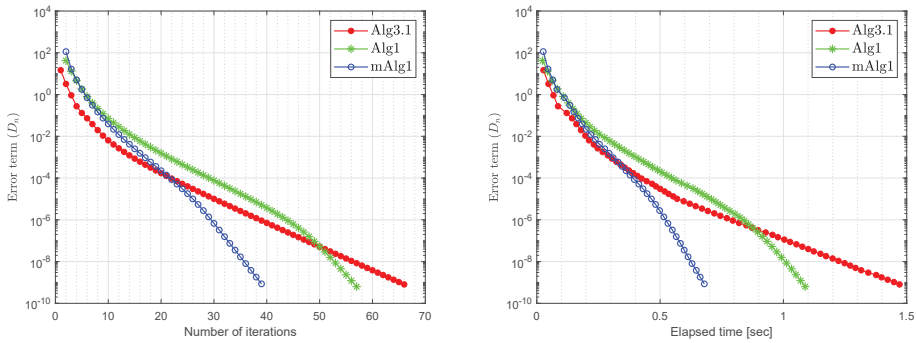 Alg3.1
Alg1
mAlg1
10^4
10^2
10^0
10^-2
10^-4
10^-6
10^-8
10^-10
Error term (D_n)
0 10 20 30 40 50 60 70
Number of iterations
Alg3.1
Alg1
mAlg1
10^4
10^2
10^0
10^-2
10^-4
10^-6
10^-8
10^-10
Error term (D_n)
0 0.5 1 1.5
Elapsed time [sec]